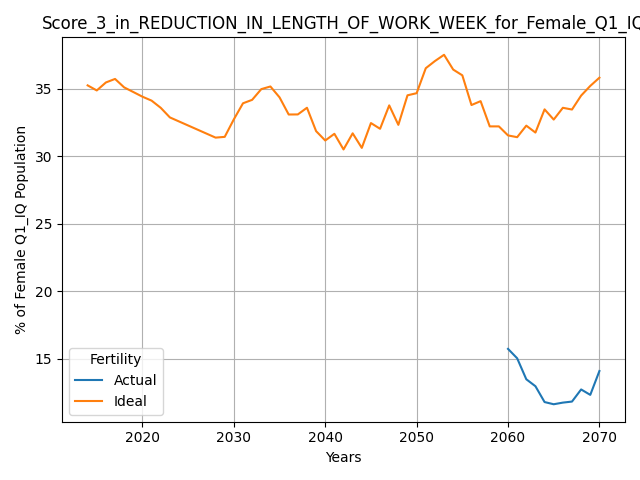 Score_3_in_REDUCTION_IN_LENGTH_OF_WORK_WEEK_for_Female_Q1_IQ
% of Female Q1_IQ Population
35
30
25
20
15
Fertility
Actual
Ideal
2020 2030 2040 2050 2060 2070
Years